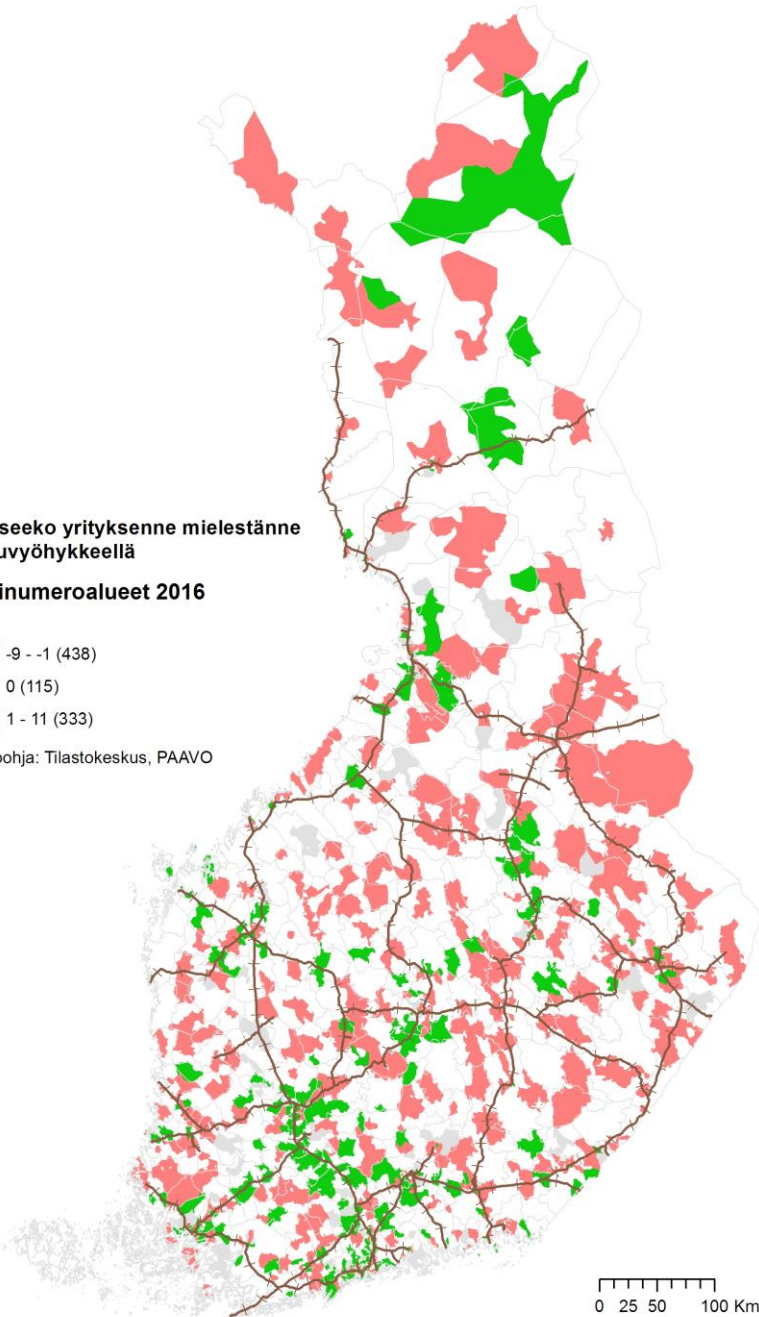 seeko yrityksenne mielestänne
uvyöhykkeellä
inumeroalueet 2016
-9 - -1 (438)
0 (115)
1 - 11 (333)
ohja: Tilastokeskus, PAAVO
0 25 50 100 Km